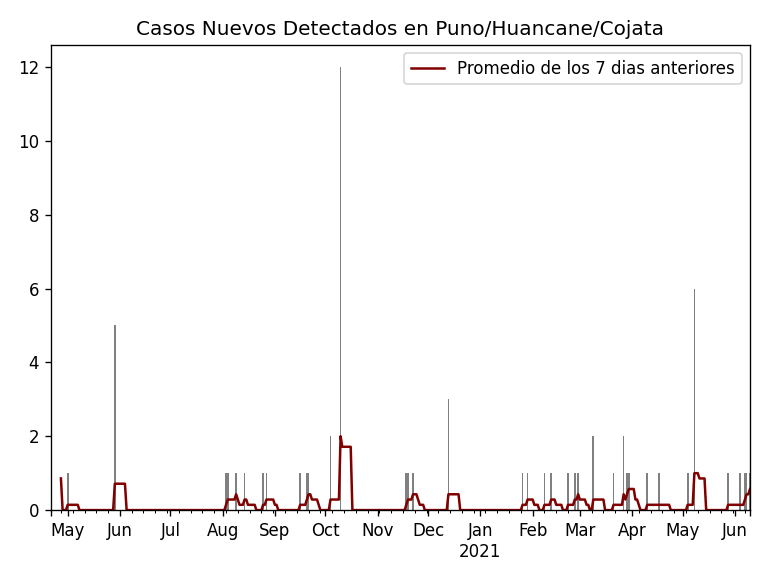 Casos Nuevos Detectados en Puno/Huancane/Cojata
Promedio de los 7 dias anteriores
12
10
8
6
4
2
0
May Jun Jul Aug Sep Oct Nov Dec Jan Feb Mar Apr May Jun
2021